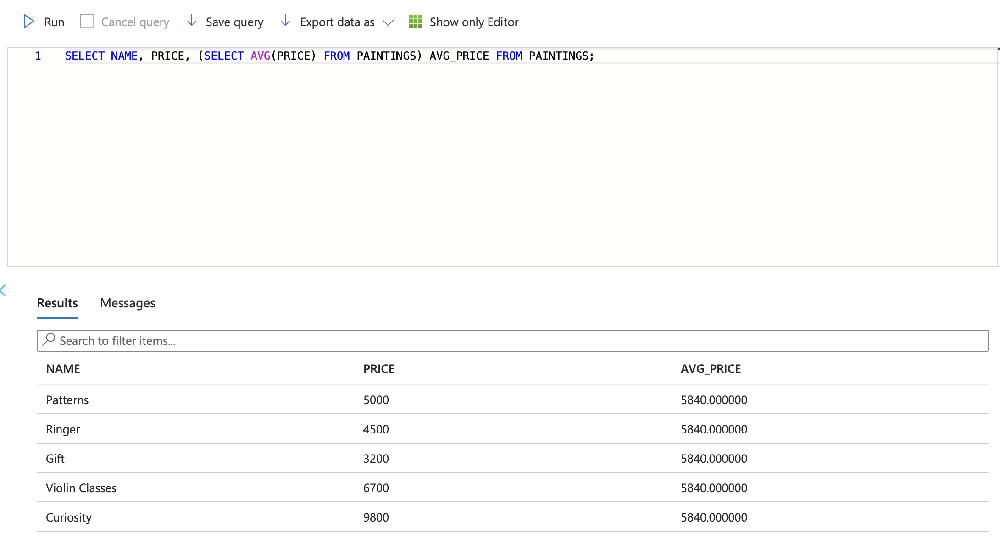 Run Cancel query Save query Export data as Show only Editor
1 SELECT NAME, PRICE, (SELECT AVG(PRICE) FROM PAINTINGS) AVG_PRICE FROM PAINTINGS;
Results Messages
Search to filter items...
NAME PRICE AVG_PRICE
Patterns 5000 5840.000000
Ringer 4500 5840.000000
Gift 3200 5840.000000
Violin Classes 6700 5840.000000
Curiosity 9800 5840.000000